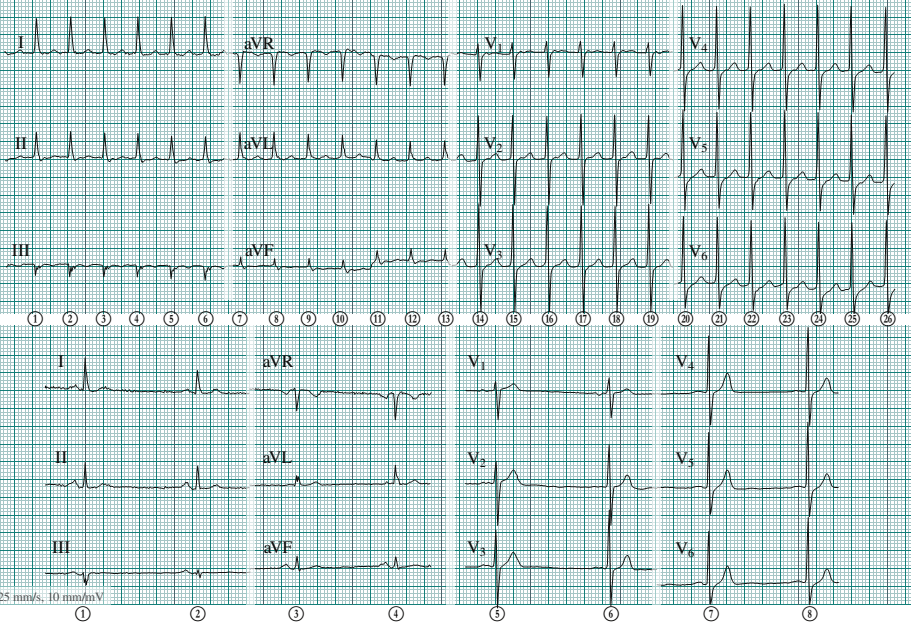 I aVR V₁ V₄
II aVL V₂ V₅
III aVF V₃ V₆
① ② ③ ④ ⑤ ⑥ ⑦ ⑧ ⑨ ⑩ ⑪ ⑫ ⑬ ⑭ ⑮ ⑯ ⑰ ⑱ ⑲ ⑳ ㉑ ㉒ ㉓ ㉔ ㉕ ㉖
I aVR V₁ V₄
II aVL V₂ V₅
III aVF V₃ V₆
25 mm/s, 10 mm/mV
① ② ③ ④ ⑤ ⑥ ⑦ ⑧